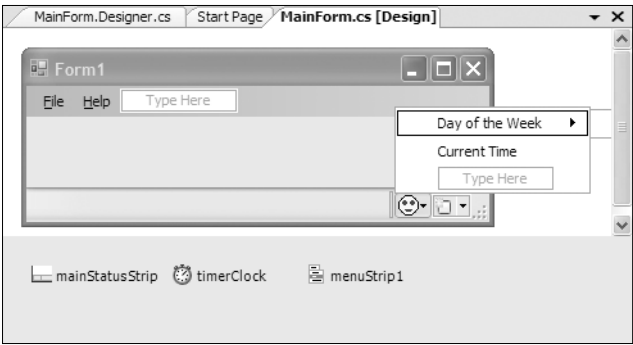 MainForm.Designer.cs Start Page MainForm.cs [Design]
Form1
File Help Type Here
Day of the Week
Current Time
Type Here
mainStatusStrip timerClock menuStrip1